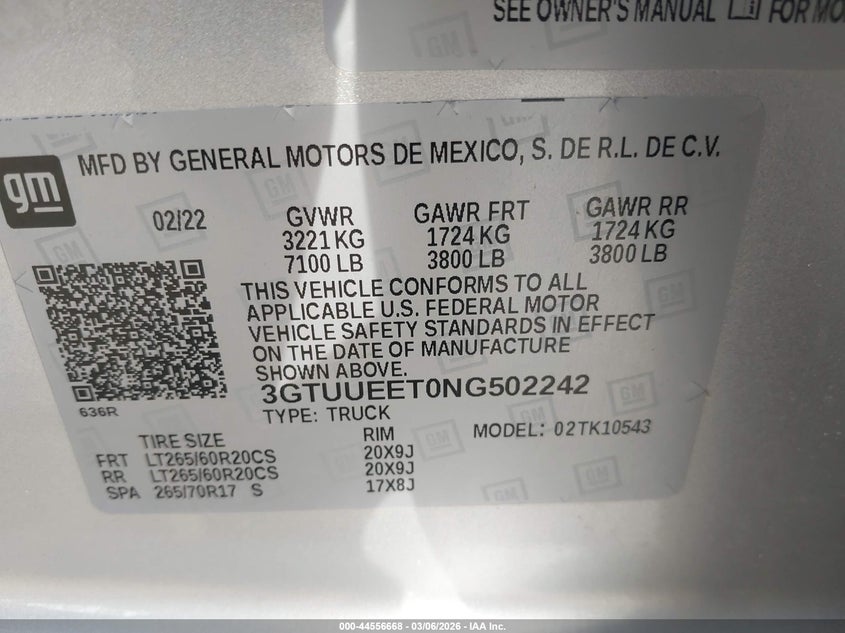 SEE OWNER'S MANUAL FOR MO
gm
MFD BY GENERAL MOTORS DE MEXICO, S. DE R.L. DE C.V.
02/22 GVWR GAWR FRT GAWR RR
3221 KG 1724 KG 1724 KG
7100 LB 3800 LB 3800 LB
THIS VEHICLE CONFORMS TO ALL
APPLICABLE U.S. FEDERAL MOTOR
VEHICLE SAFETY STANDARDS IN EFFECT
ON THE DATE OF MANUFACTURE
SHOWN ABOVE.
3GTUUEET0NG502242
636R
TYPE: TRUCK
MODEL: 02TK10543
TIRE SIZE RIM
FRT LT265/60R20CS 20X9J
RR LT265/60R20CS 20X9J
SPA 265/70R17 S 17X8J
000-44556668 — 03/06/2026 — IAA Inc.